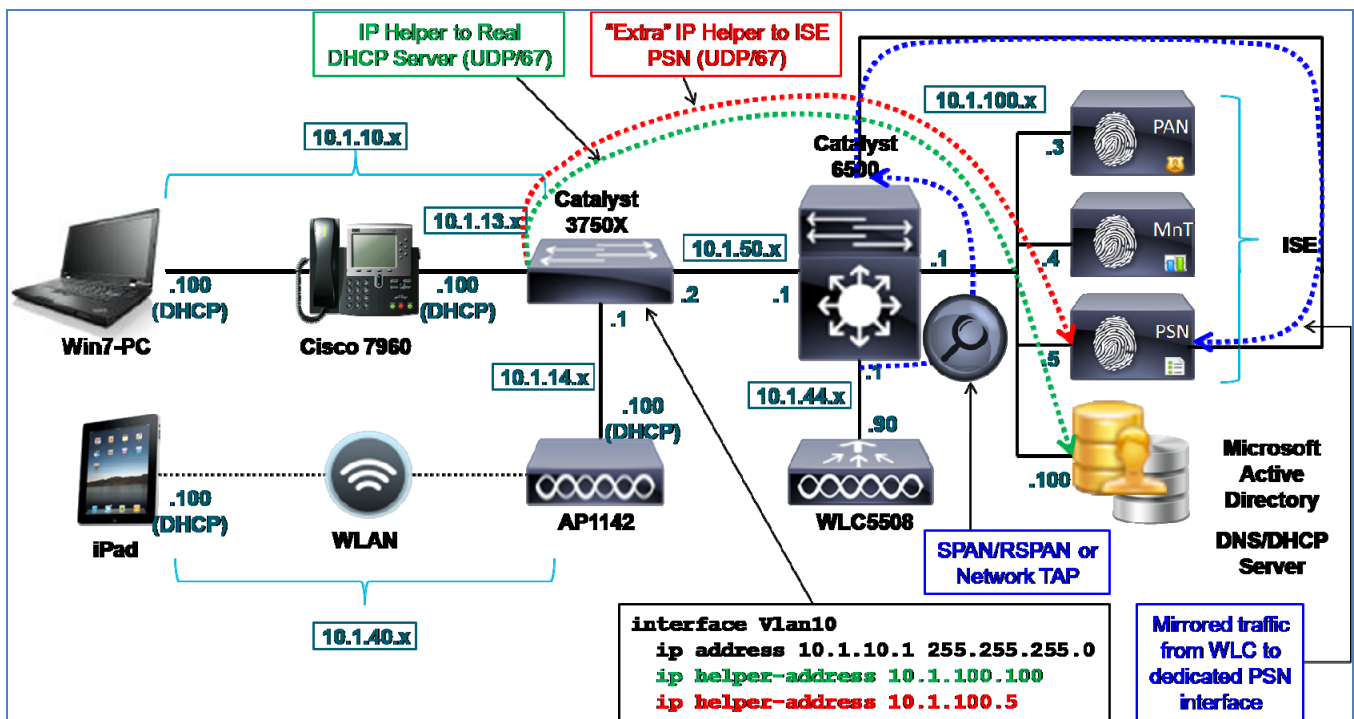 IP Helper to Real
DHCP Server (UDP/67)
“Extra” IP Helper to ISE
PSN (UDP/67)
10.1.100.x
10.1.10.x
Catalyst
6500
PAN
.3
Catalyst
3750X
10.1.13.x
MnT
10.1.50.x
.1
.4
ISE
.100
(DHCP)
.100
(DHCP)
.2
.1
PSN
.1
Win7-PC
Cisco 7960
.5
10.1.14.x
.1
10.1.44.x
.100
(DHCP)
.90
Microsoft
Active
Directory
DNS/DHCP
Server
.100
.100
(DHCP)
iPad
WLAN
AP1142
WLC5508
SPAN/RSPAN or
Network TAP
10.1.40.x
interface Vlan10
ip address 10.1.10.1 255.255.255.0
ip helper-address 10.1.100.100
ip helper-address 10.1.100.5
Mirrored traffic
from WLC to
dedicated PSN
interface